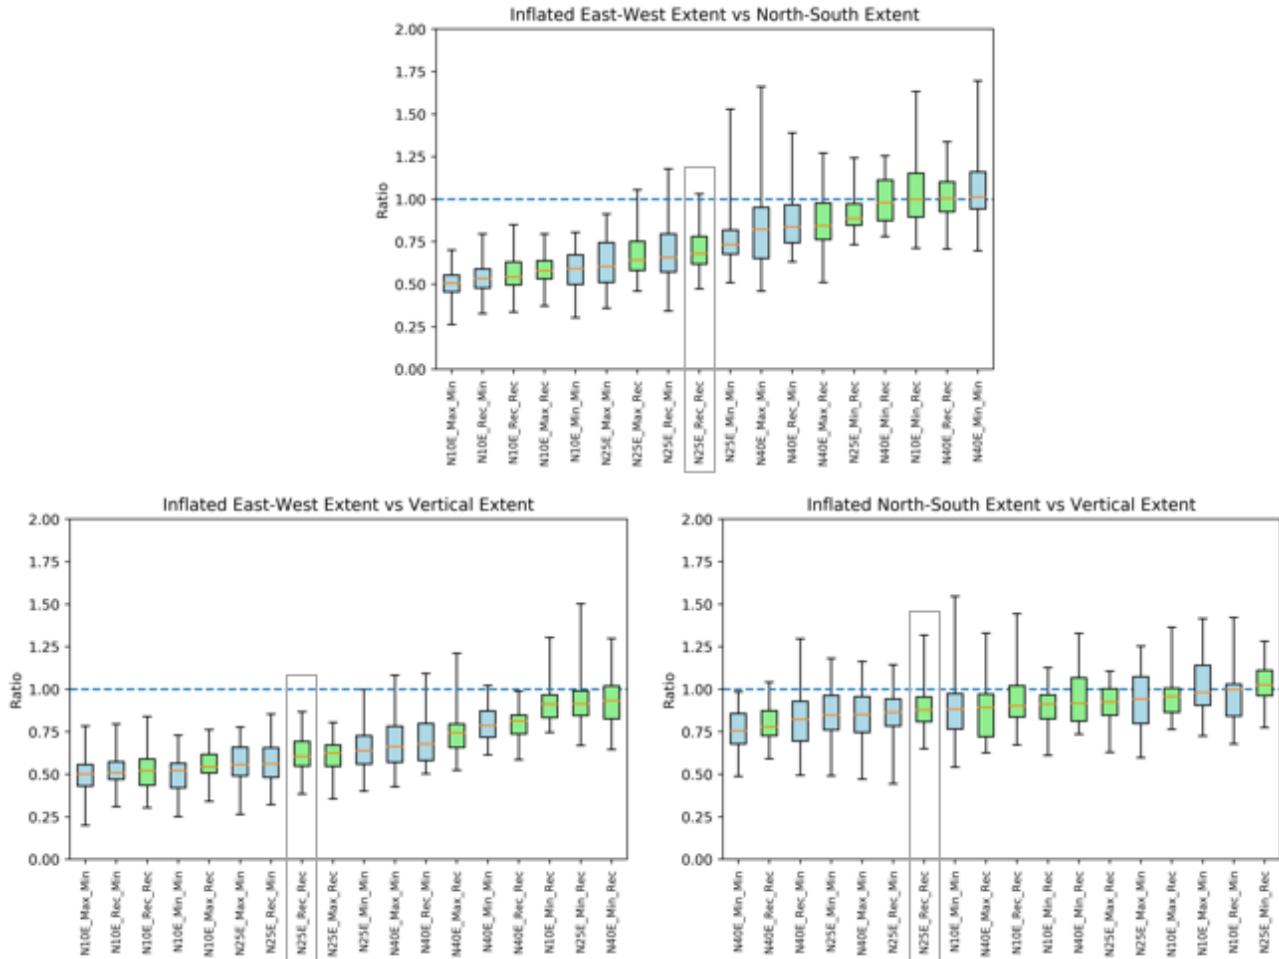 Inflated East-West Extent vs North-South Extent
2.00
1.75
1.50
1.25
1.00
0.75
0.50
0.25
0.00
Ratio
N10E_Max_Min
N10E_Rec_Min
N10E_Rec_Rec
N10E_Max_Rec
N10E_Min_Min
N25E_Max_Min
N25E_Max_Rec
N25E_Rec_Min
N25E_Rec_Rec
N25E_Min_Min
N40E_Max_Min
N40E_Rec_Min
N40E_Max_Rec
N25E_Min_Rec
N40E_Min_Rec
N10E_Min_Rec
N40E_Rec_Rec
N40E_Min_Min
Inflated East-West Extent vs Vertical Extent
2.00
1.75
1.50
1.25
1.00
0.75
0.50
0.25
0.00
Ratio
N10E_Max_Min
N10E_Rec_Min
N10E_Rec_Rec
N10E_Min_Min
N10E_Max_Rec
N25E_Max_Min
N25E_Rec_Min
N25E_Rec_Rec
N25E_Max_Rec
N25E_Min_Min
N40E_Max_Min
N40E_Rec_Min
N40E_Max_Rec
N40E_Min_Min
N40E_Rec_Rec
N10E_Min_Rec
N25E_Min_Rec
N40E_Min_Rec
Inflated North-South Extent vs Vertical Extent
2.00
1.75
1.50
1.25
1.00
0.75
0.50
0.25
0.00
Ratio
N40E_Min_Min
N40E_Rec_Rec
N40E_Rec_Min
N25E_Min_Min
N40E_Max_Min
N25E_Rec_Min
N25E_Rec_Rec
N10E_Min_Min
N40E_Max_Rec
N10E_Rec_Rec
N10E_Min_Rec
N40E_Min_Rec
N25E_Max_Rec
N25E_Max_Min
N10E_Max_Rec
N10E_Max_Min
N10E_Rec_Min
N25E_Min_Rec